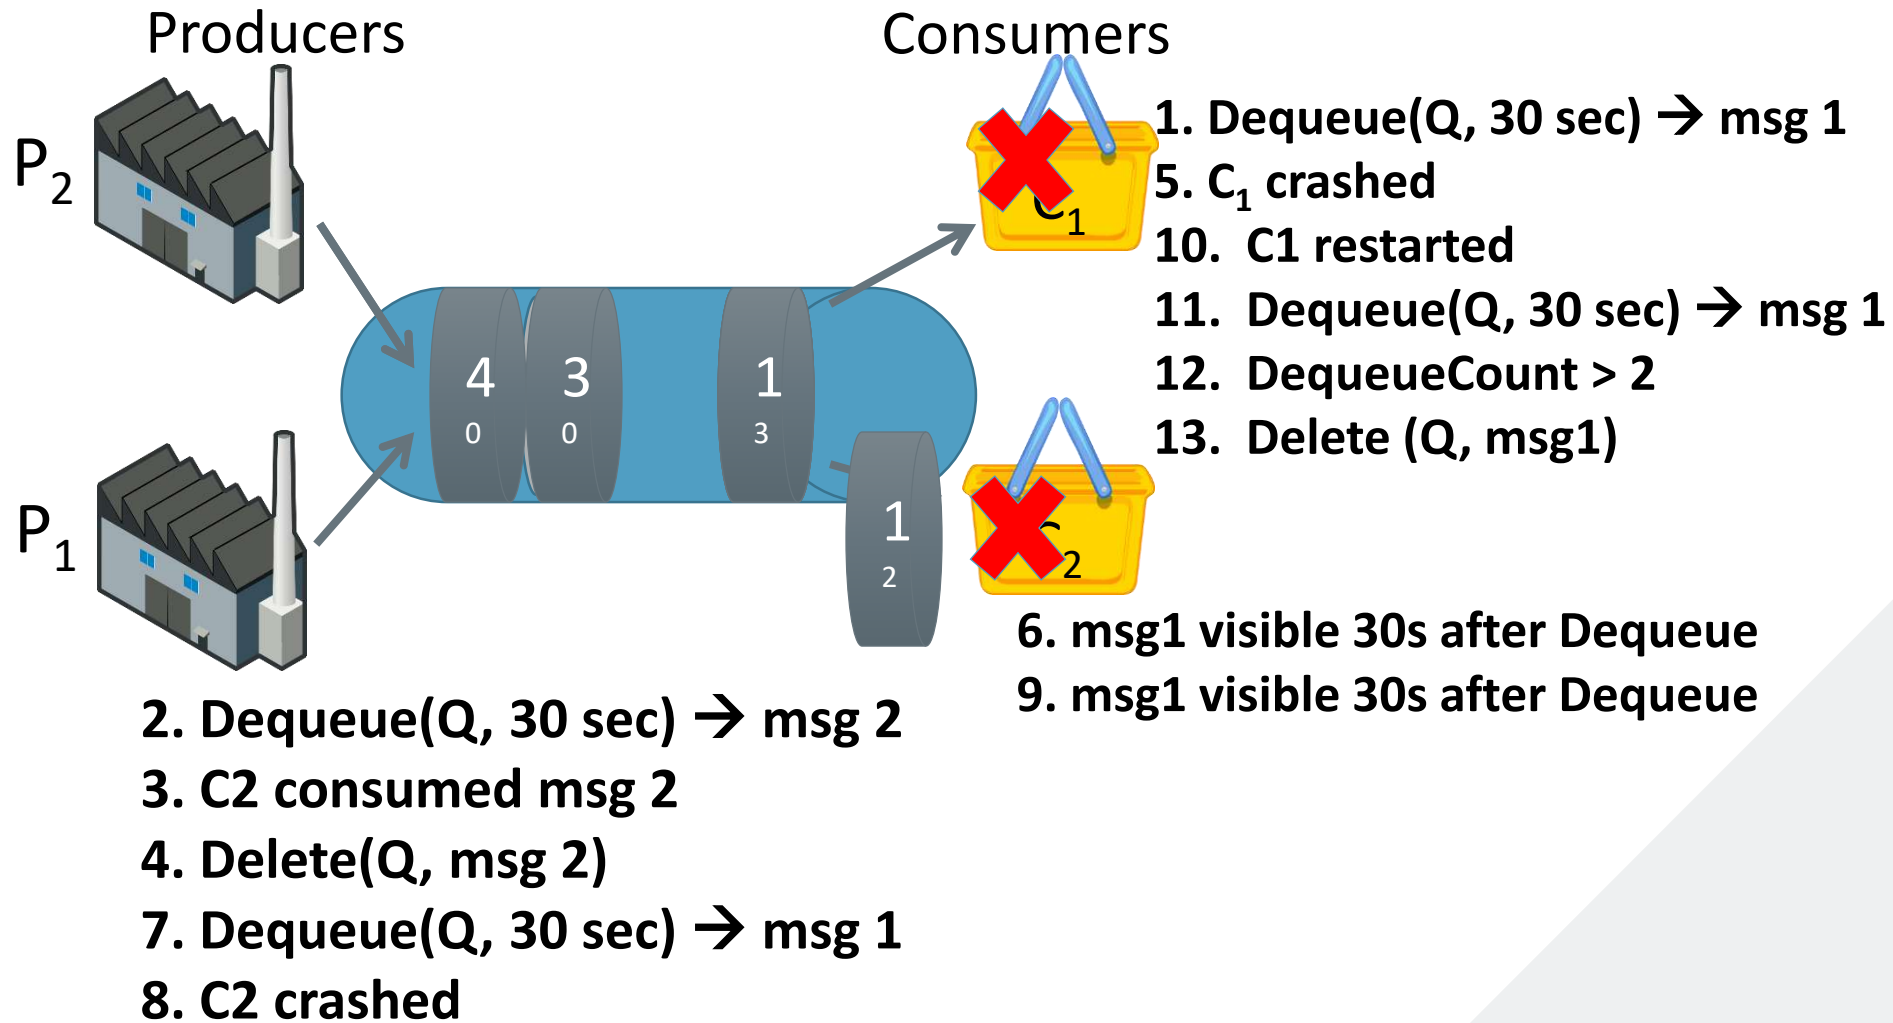 Producers
Consumers
P2
1. Dequeue(Q, 30 sec) → msg 1
5. C1 crashed
10. C1 restarted
11. Dequeue(Q, 30 sec) → msg 1
12. DequeueCount > 2
13. Delete (Q, msg1)
C1
4
0
3
0
1
3
P1
1
2
C2
6. msg1 visible 30s after Dequeue
9. msg1 visible 30s after Dequeue
2. Dequeue(Q, 30 sec) → msg 2
3. C2 consumed msg 2
4. Delete(Q, msg 2)
7. Dequeue(Q, 30 sec) → msg 1
8. C2 crashed